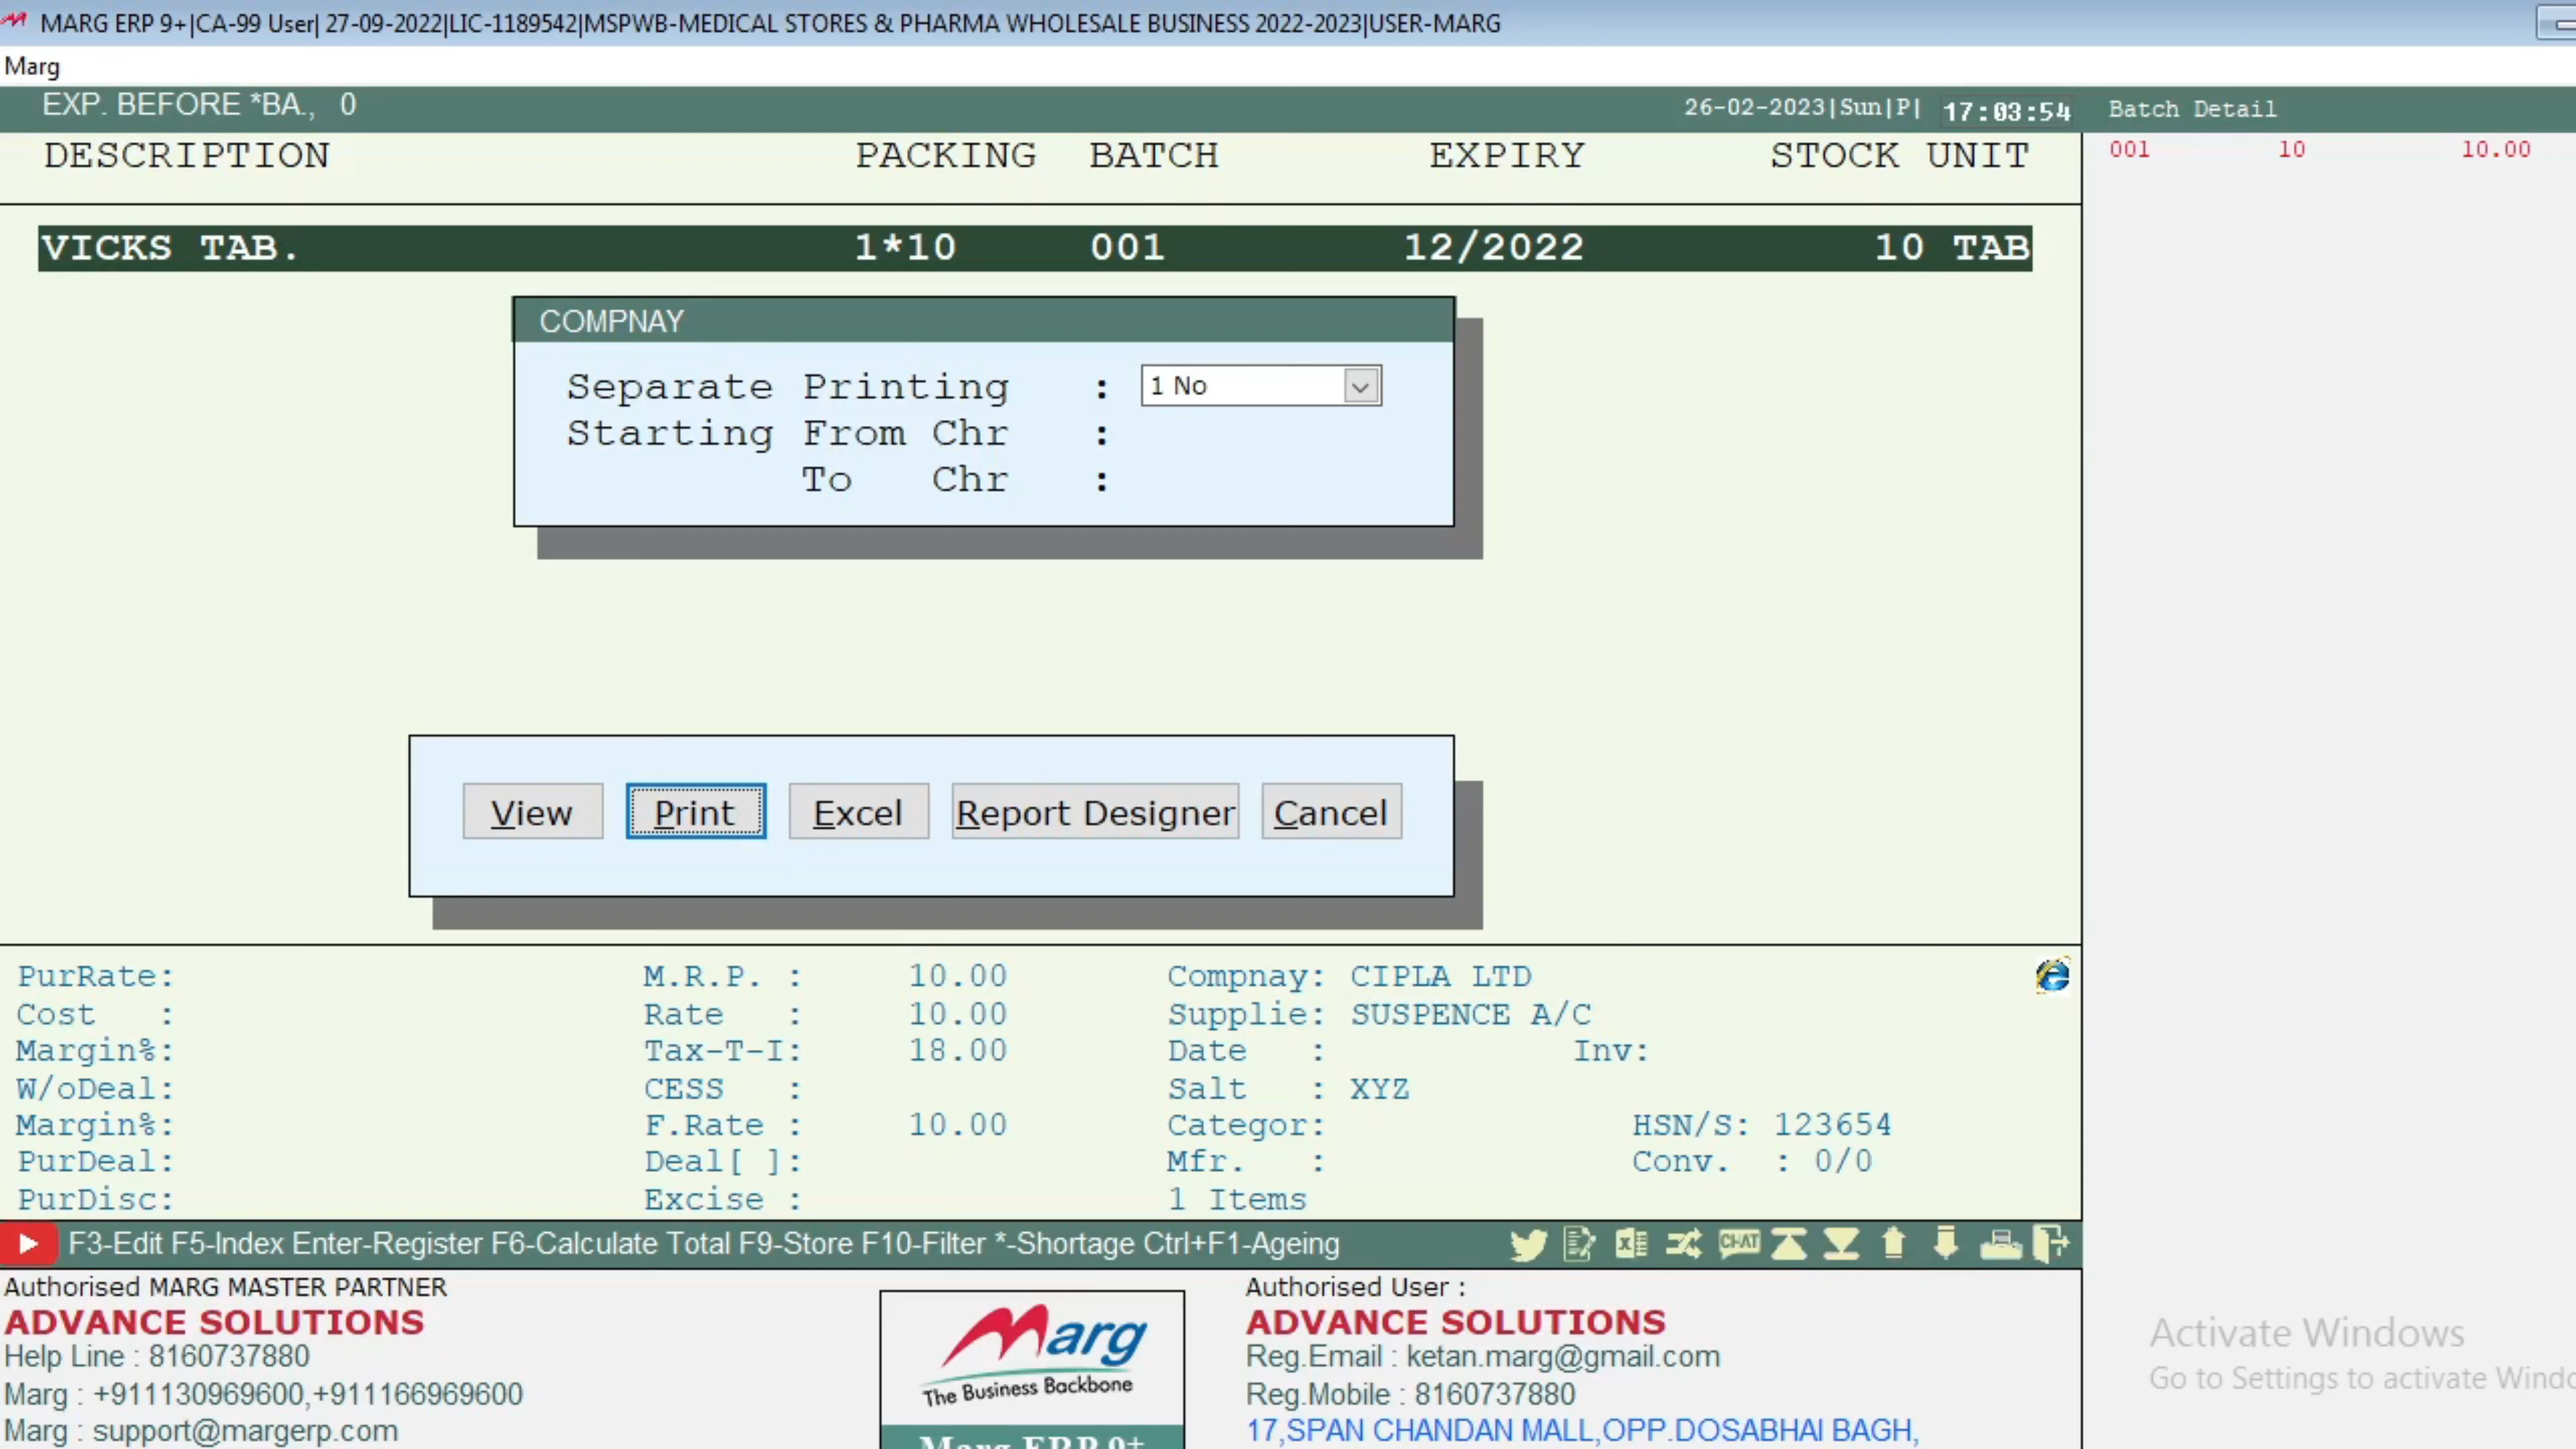 MARG ERP 9+|CA-99 User| 27-09-2022|LIC-1189542|MSPWB-MEDICAL STORES & PHARMA WHOLESALE BUSINESS 2022-2023|USER-MARG
Marg
EXP. BEFORE *BA., 0 26-02-2023|Sun|P| 17:03:54 Batch Detail
DESCRIPTION PACKING BATCH EXPIRY STOCK UNIT
001 10 10.00
VICKS TAB. 1*10 001 12/2022 10 TAB
COMPNAY
Separate Printing : 1 No
Starting From Chr :
To Chr :
View Print Excel Report Designer Cancel
PurRate: M.R.P. : 10.00 Compnay: CIPLA LTD
Cost : Rate : 10.00 Supplie: SUSPENCE A/C
Margin%: Tax-T-I: 18.00 Date : Inv:
W/oDeal: CESS : Salt : XYZ
Margin%: F.Rate : 10.00 Categor: HSN/S: 123654
PurDeal: Deal[ ]: Mfr. : Conv. : 0/0
PurDisc: Excise : 1 Items
F3-Edit F5-Index Enter-Register F6-Calculate Total F9-Store F10-Filter *-Shortage Ctrl+F1-Ageing CHAT
Authorised MARG MASTER PARTNER
ADVANCE SOLUTIONS
Help Line : 8160737880
Marg : +911130969600,+911166969600
Marg : support@margerp.com
Marg
The Business Backbone
Marg ERP 9+
Authorised User :
ADVANCE SOLUTIONS
Reg.Email : ketan.marg@gmail.com
Reg.Mobile : 8160737880
17,SPAN CHANDAN MALL,OPP.DOSABHAI BAGH,
Activate Windows
Go to Settings to activate